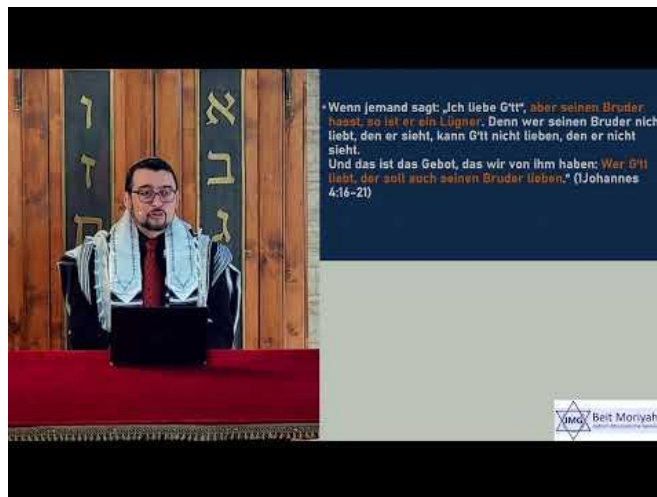 א
ב
ג
ו
ז
ח
Wenn jemand sagt: „Ich liebe G'tt", aber seinen Bruder
hasst, so ist er ein Lügner. Denn wer seinen Bruder nich
liebt, den er sieht, kann G'tt nicht lieben, den er nicht
sieht.
Und das ist das Gebot, das wir von ihm haben: Wer G'tt
liebt, der soll auch seinen Bruder lieben." (1Johannes
4:16-21)
JMG
Beit Moriyah